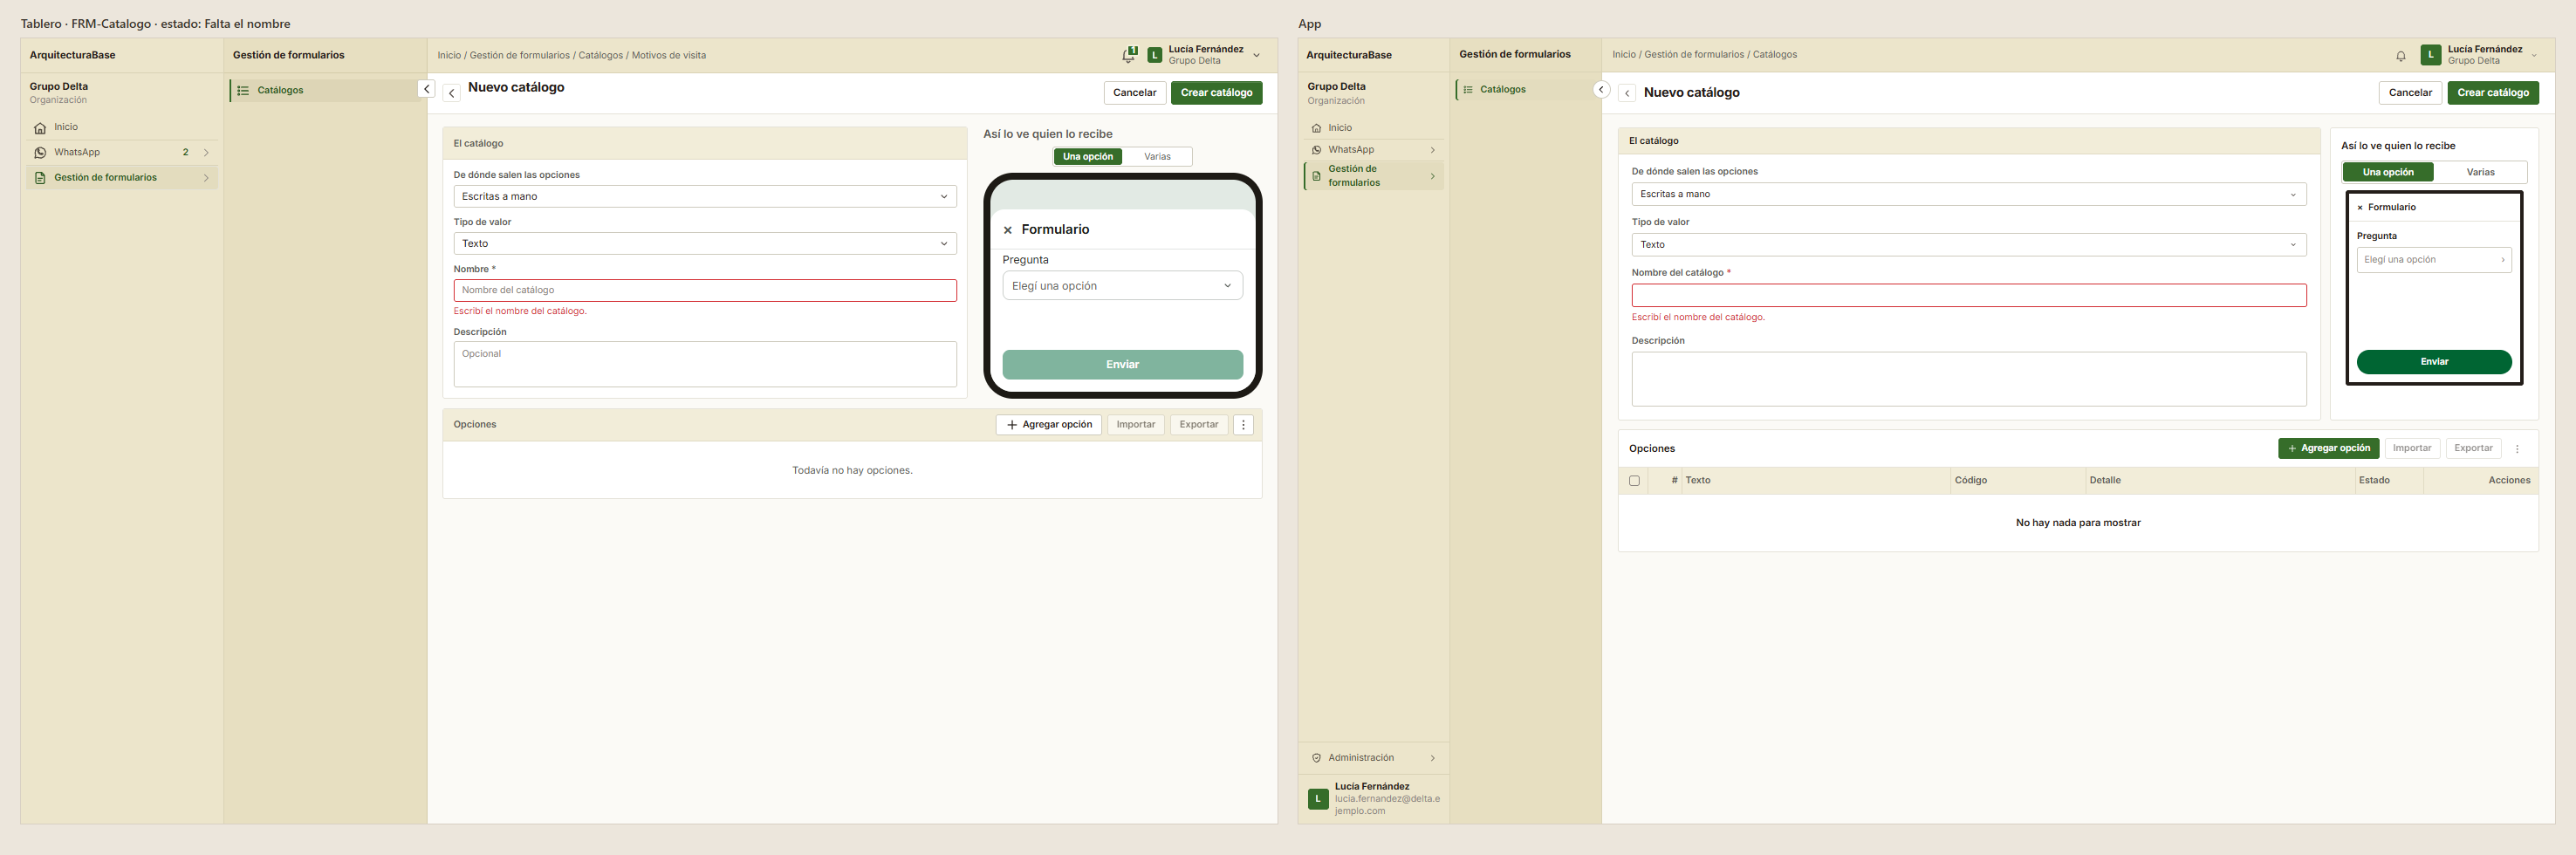 Tablero · FRM-Catalogo · estado: Falta el nombre
ArquitecturaBase
Grupo Delta
Organización
Inicio
WhatsApp 2
Gestión de formularios
Gestión de formularios
Catálogos
Inicio / Gestión de formularios / Catálogos / Motivos de visita
1
L
Lucía Fernández
Grupo Delta
Nuevo catálogo
Cancelar
Crear catálogo
El catálogo
De dónde salen las opciones
Escritas a mano
Tipo de valor
Texto
Nombre *
Nombre del catálogo
Escribí el nombre del catálogo.
Descripción
Opcional
Así lo ve quien lo recibe
Una opción
Varias
× Formulario
Pregunta
Elegí una opción
Enviar
Opciones
+ Agregar opción
Importar
Exportar
Todavía no hay opciones.
App
ArquitecturaBase
Grupo Delta
Organización
Inicio
WhatsApp
Gestión de
formularios
Administración
L
Lucía Fernández
lucia.fernandez@delta.e
jemplo.com
Gestión de formularios
Catálogos
Inicio / Gestión de formularios / Catálogos
L
Lucía Fernández
Grupo Delta
Nuevo catálogo
Cancelar
Crear catálogo
El catálogo
De dónde salen las opciones
Escritas a mano
Tipo de valor
Texto
Nombre del catálogo *
Escribí el nombre del catálogo.
Descripción
Así lo ve quien lo recibe
Una opción
Varias
× Formulario
Pregunta
Elegí una opción
Enviar
Opciones
+ Agregar opción
Importar
Exportar
# Texto Código Detalle Estado Acciones
No hay nada para mostrar